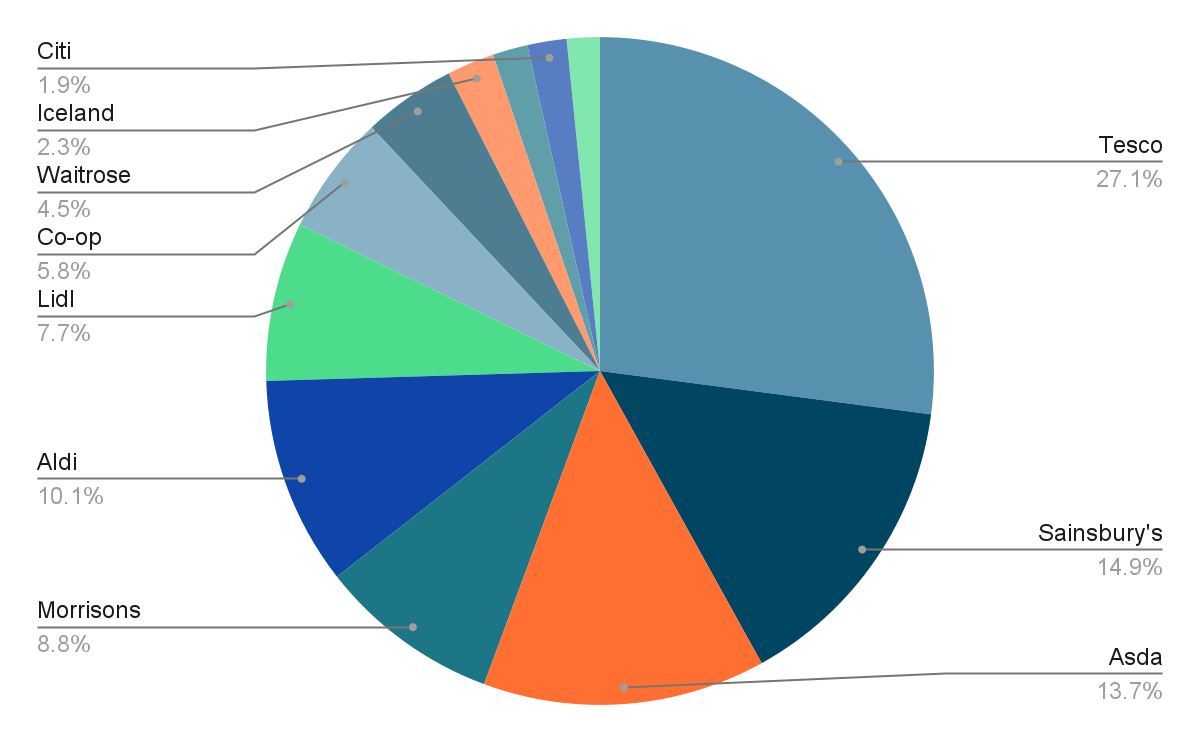 Citi
1.9%
Iceland
2.3%
Waitrose
4.5%
Co-op
5.8%
Lidl
7.7%
Aldi
10.1%
Morrisons
8.8%
Tesco
27.1%
Sainsbury's
14.9%
Asda
13.7%